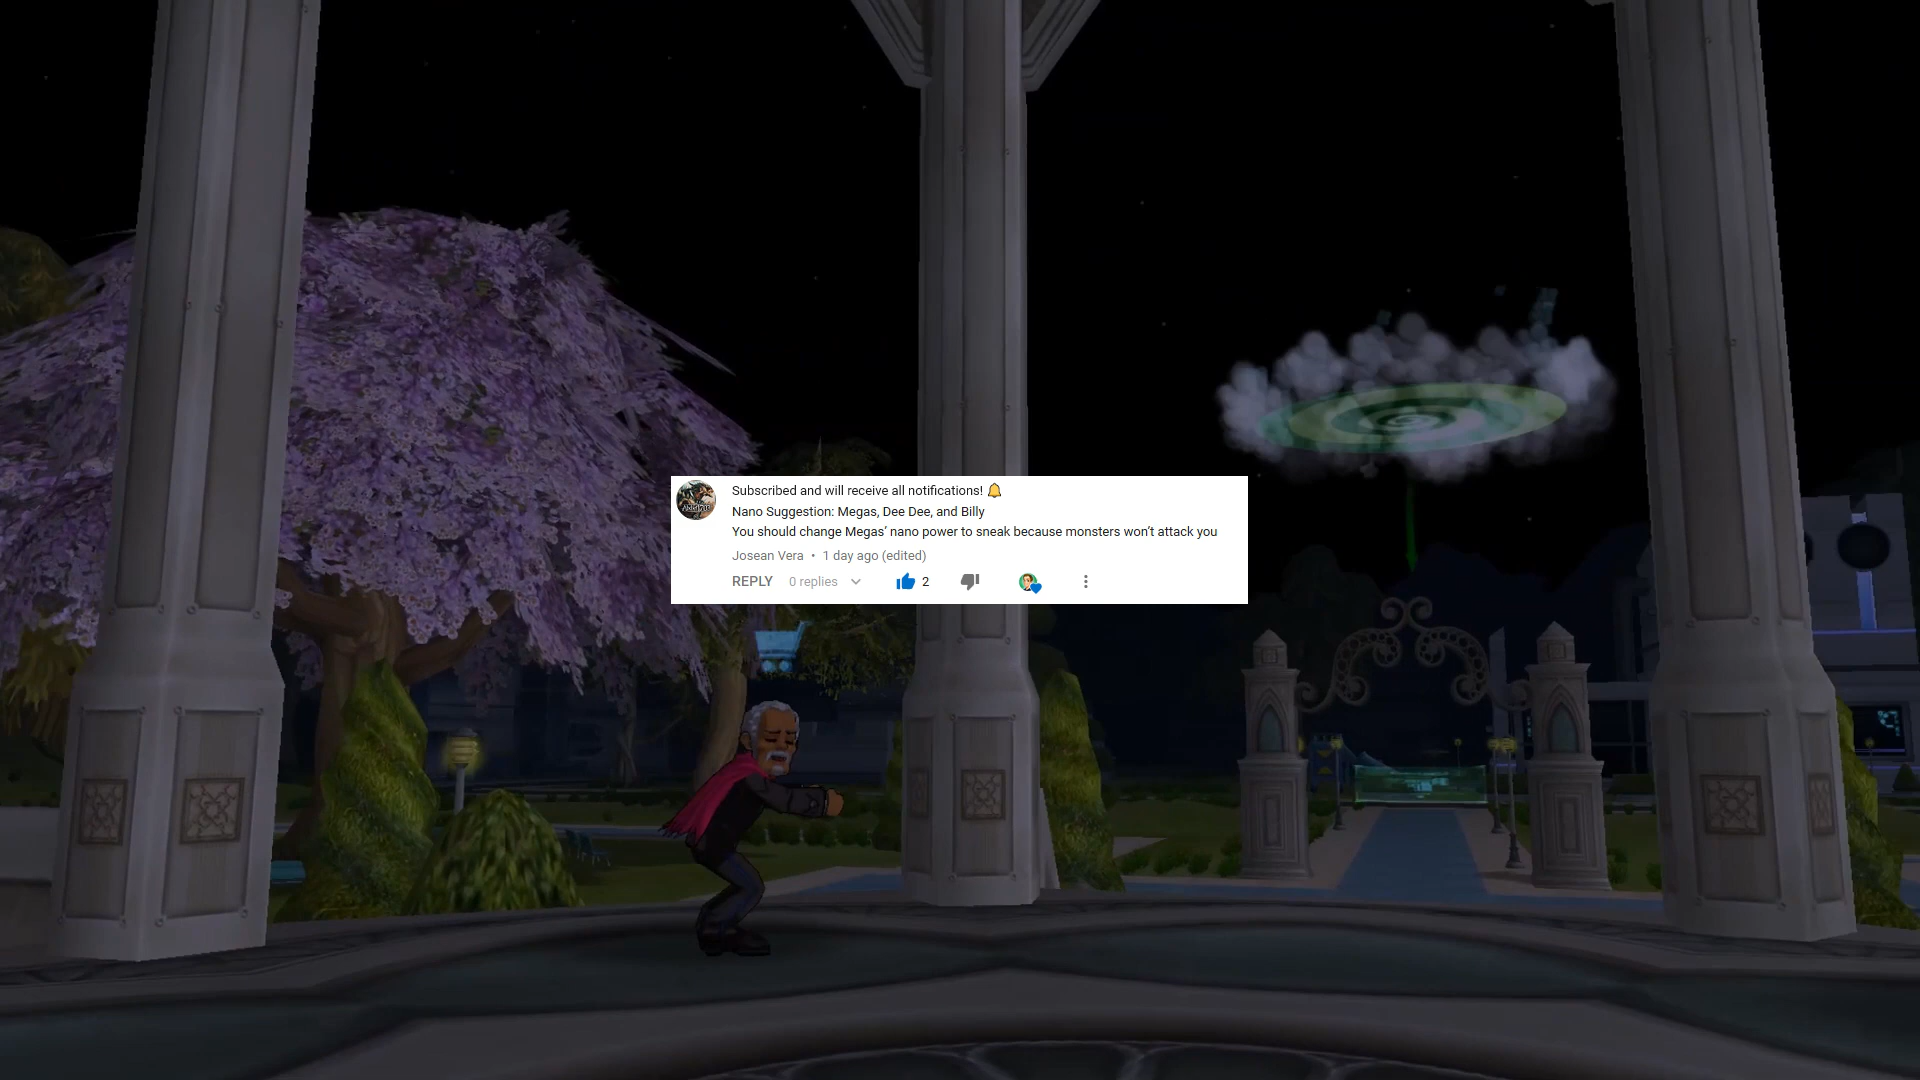 Subscribed and will receive all notifications! 🔔
Nano Suggestion: Megas, Dee Dee, and Billy
You should change Megas’ nano power to sneak because monsters won’t attack you
Josean Vera • 1 day ago (edited)
REPLY 0 replies 2